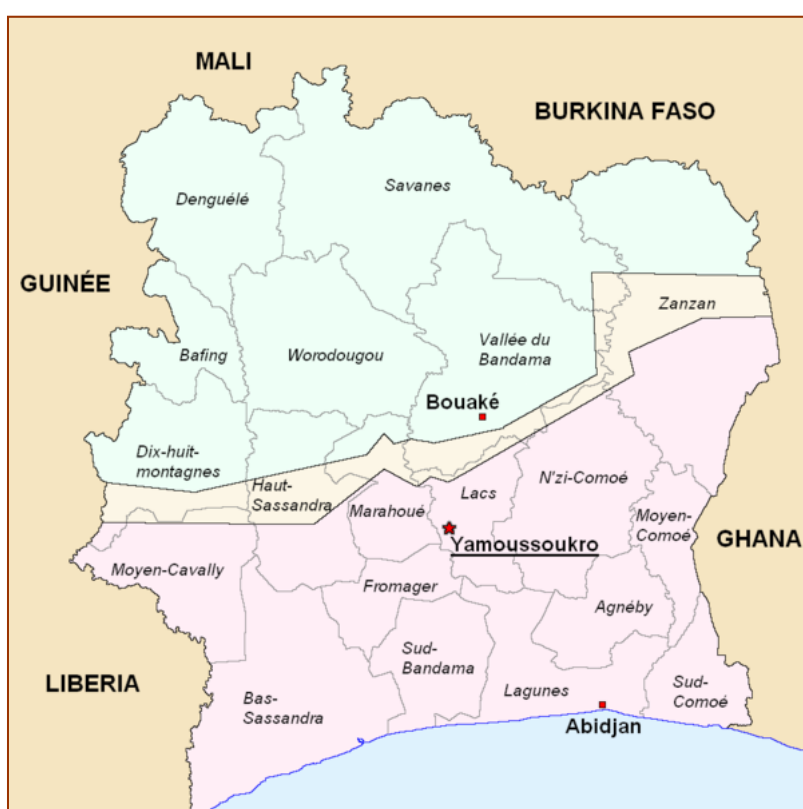 MALI
BURKINA FASO
Savanes
Denguélé
GUINÉE
Zanzan
Bafing
Worodougou
Vallée du
Bandama
Bouaké
Dix-huit-
montagnes
Haut-
Sassandra
Lacs
N'zi-Comoé
Marahoué
Moyen-
Comoé
Yamoussoukro
GHANA
Moyen-Cavally
Fromager
Agnéby
Sud-
Bandama
LIBERIA
Bas-
Sassandra
Lagunes
Sud-
Comoé
Abidjan